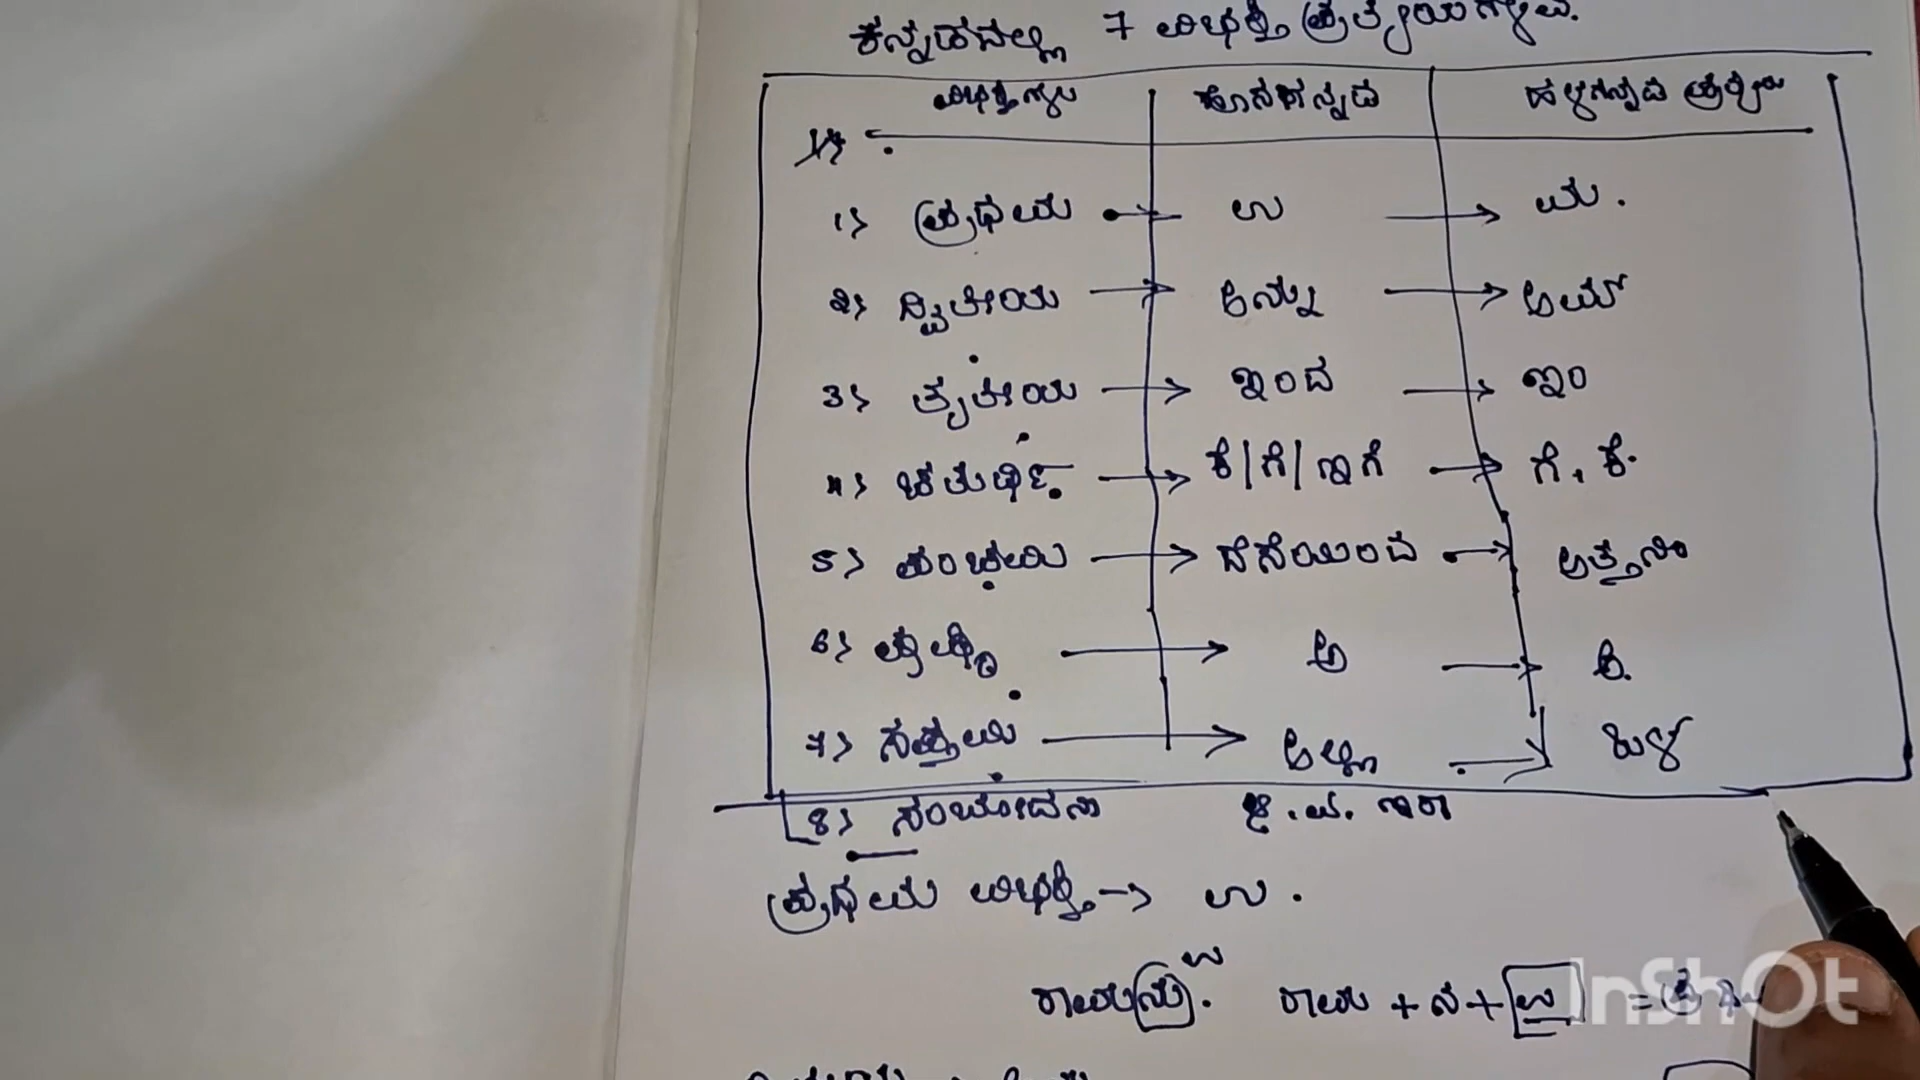 ಕನ್ನಡದಲ್ಲಿ 7 ವಿಭಕ್ತಿ ಪ್ರತ್ಯಯಗಳಿವೆ.
ವಿಭಕ್ತಿಗಳು ಹೊಸಗನ್ನಡ ಹಳಗನ್ನಡ ಪ್ರತ್ಯಯ
1) ಪ್ರಥಮ → ಉ → ಮ.
2) ದ್ವಿತೀಯ → ಅನ್ನು → ಅಮ್
3) ತೃತೀಯ → ಇಂದ → ಇಂ
4) ಚತುರ್ಥಿ → ಕೆ/ಗೆ/ಇಗೆ → ಗೆ, ಕೆ.
5) ಪಂಚಮಿ → ದೆಸೆಯಿಂದ → ಅತ್ತಣಿಂ
6) ಷಷ್ಠಿ → ಅ → ಅ.
7) ಸಪ್ತಮಿ → ಅಲ್ಲಿ → ಒಳ್
8) ಸಂಬೋದನಾ
ಪ್ರಥಮ ವಿಭಕ್ತಿ → ಉ.
ರಾಮನು. ಉ ರಾಮ + ನ + ಉ =
InShOt